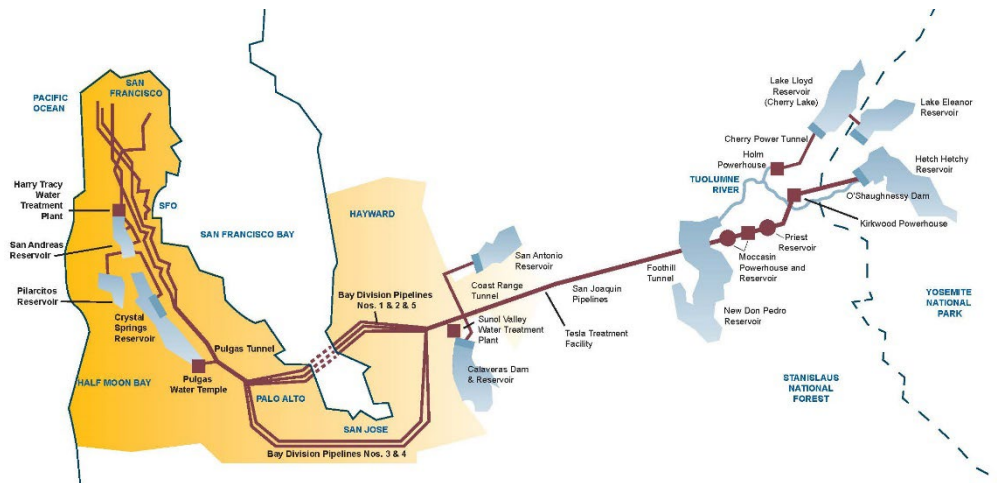 PACIFIC
OCEAN
SAN
FRANCISCO
Harry Tracy
Water
Treatment
Plant
SFO
San Andreas
Reservoir
Pilarcitos
Reservoir
Crystal
Springs
Reservoir
HALF MOON BAY
Pulgas
Water Temple
Pulgas Tunnel
PALO ALTO
SAN JOSE
SAN FRANCISCO BAY
HAYWARD
Bay Division Pipelines
Nos. 1 & 2 & 5
Bay Division Pipelines Nos. 3 & 4
San Antonio
Reservoir
Coast Range
Tunnel
Sunol Valley
Water Treatment
Plant
Calaveras Dam
& Reservoir
San Joaquin
Pipelines
Tesla Treatment
Facility
Foothill
Tunnel
New Don Pedro
Reservoir
Moccasin
Powerhouse and
Reservoir
Priest
Reservoir
TUOLUMNE
RIVER
Holm
Powerhouse
Cherry Power Tunnel
Lake Lloyd
Reservoir
(Cherry Lake)
Lake Eleanor
Reservoir
Hetch Hetchy
Reservoir
O'Shaughnessy Dam
Kirkwood Powerhouse
YOSEMITE
NATIONAL
PARK
STANISLAUS
NATIONAL
FOREST